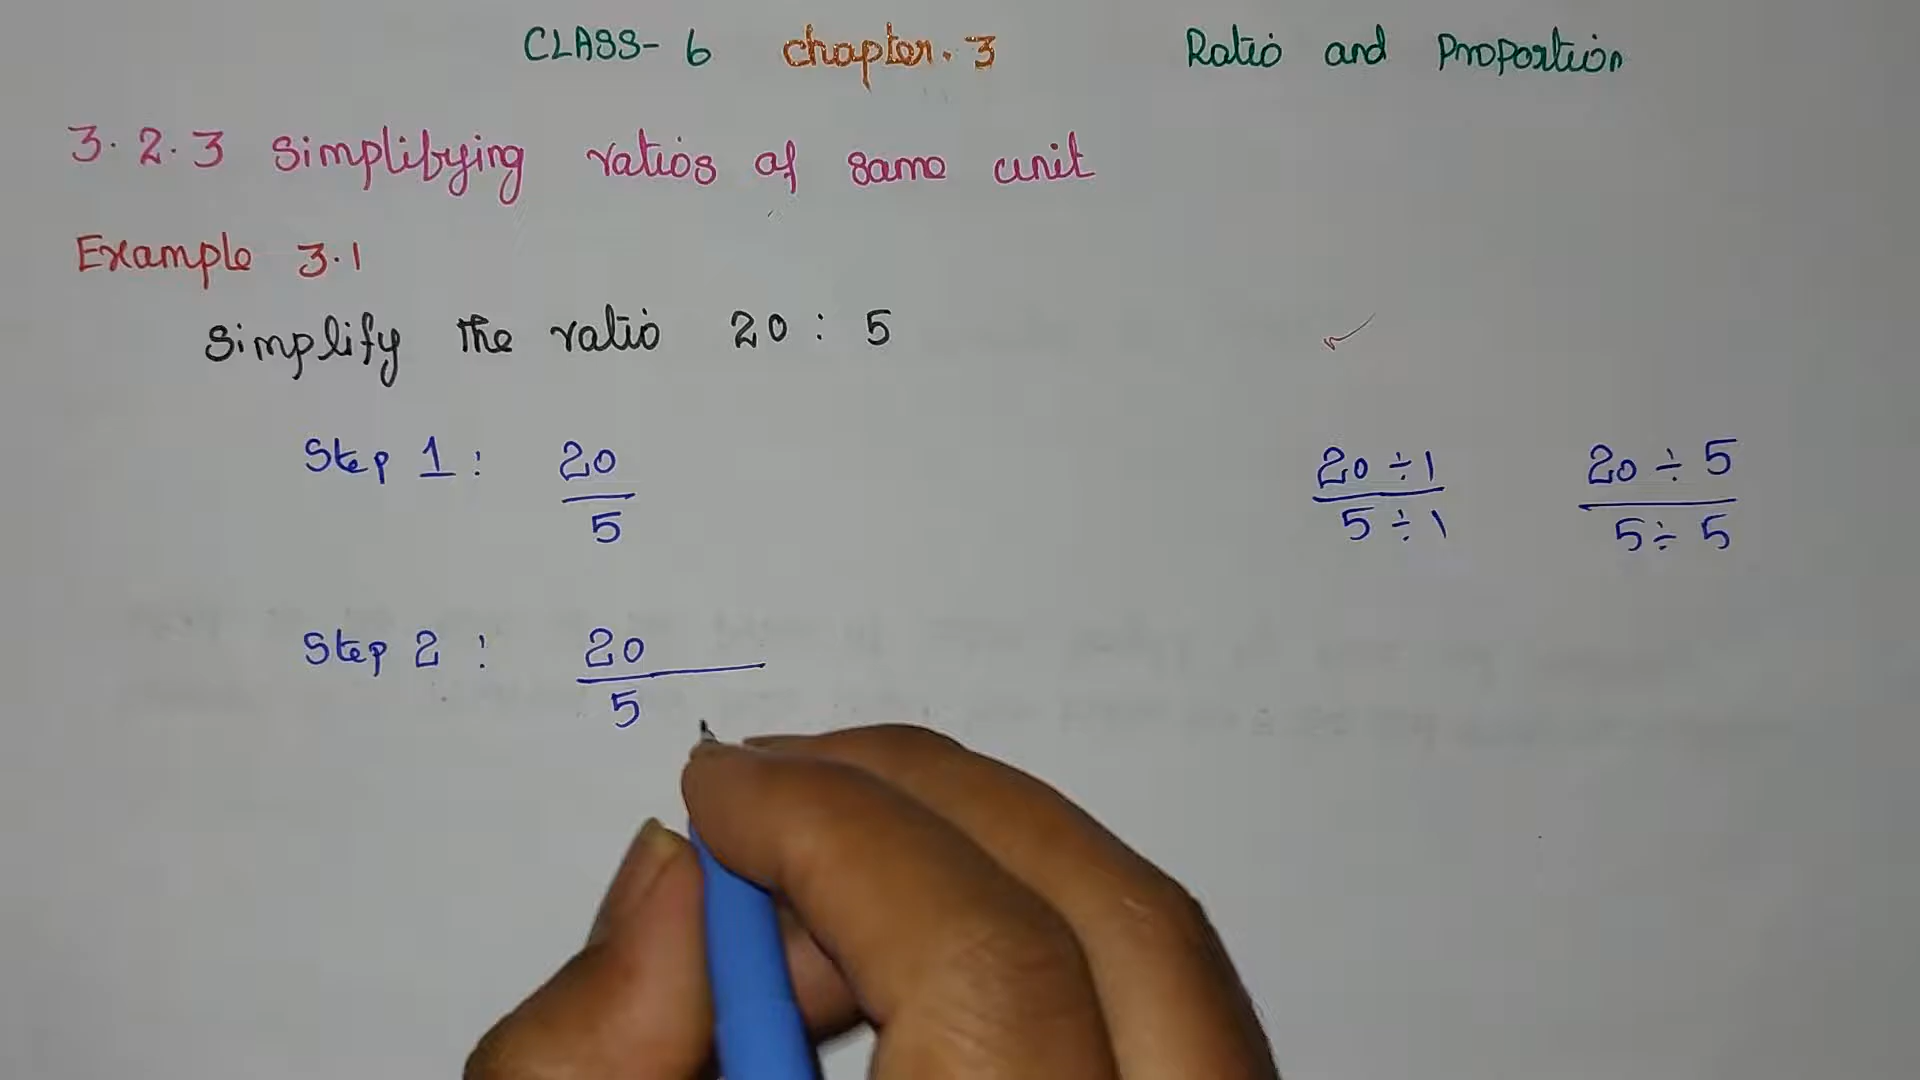 CLASS- 6 chapter. 3 Ratio and Proportion
3.2.3 Simplifying ratios of same unit
Example 3.1
Simplify the ratio 20 : 5
Step 1 : 20/5
20 ÷ 1 / 5 ÷ 1
20 ÷ 5 / 5 ÷ 5
Step 2 : 20/5